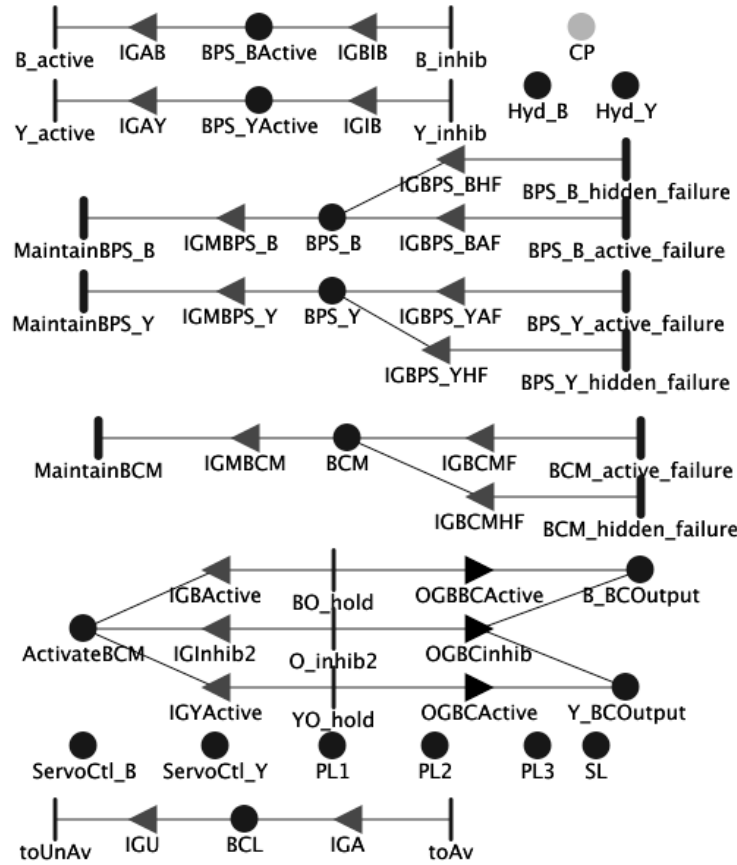 B_active IGAB BPS_BActive IGBIB B_inhib CP
Y_active IGAY BPS_YActive IGIB Y_inhib Hyd_B Hyd_Y
IGBPS_BHF BPS_B_hidden_failure
MaintainBPS_B IGMBPS_B BPS_B IGBPS_BAF BPS_B_active_failure
MaintainBPS_Y IGMBPS_Y BPS_Y IGBPS_YAF BPS_Y_active_failure
IGBPS_YHF BPS_Y_hidden_failure
MaintainBCM IGMBCM BCM IGBCMF BCM_active_failure
IGBCMHF BCM_hidden_failure
IGBActive BO_hold OGBBCActive B_BCOutput
ActivateBCM IGInhib2 O_inhib2 OGBCinhib
IGYActive YO_hold OGBCActive Y_BCOutput
ServoCtl_B ServoCtl_Y PL1 PL2 PL3 SL
toUnAv IGU BCL IGA toAv